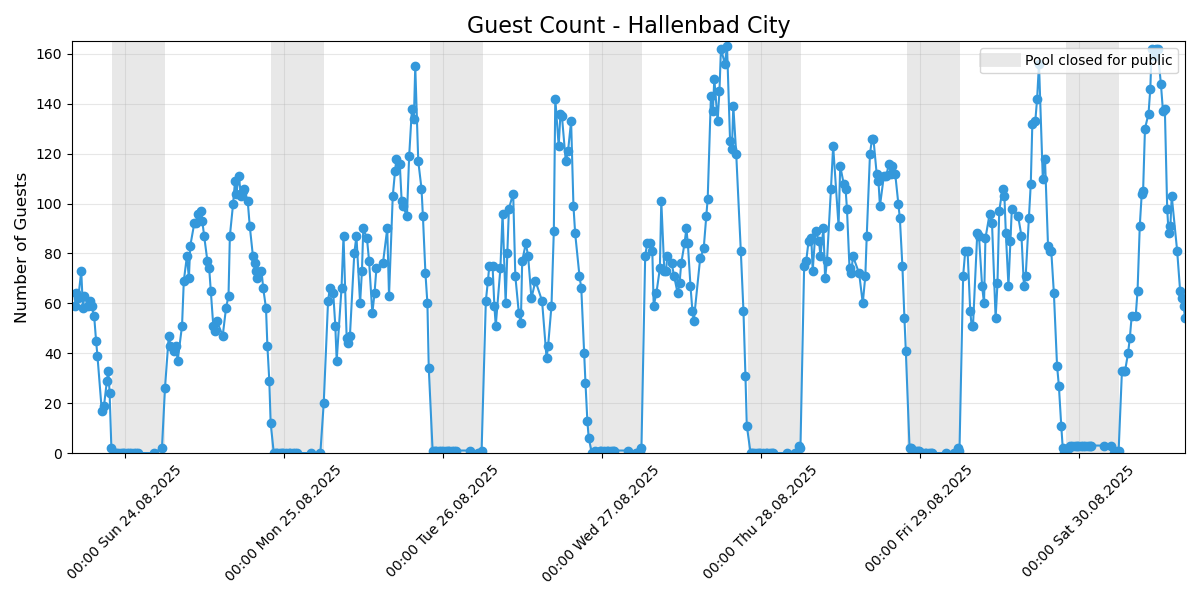 Guest Count - Hallenbad City
Pool closed for public
Number of Guests
160
140
120
100
80
60
40
20
0
00:00 Sun 24.08.2025
00:00 Mon 25.08.2025
00:00 Tue 26.08.2025
00:00 Wed 27.08.2025
00:00 Thu 28.08.2025
00:00 Fri 29.08.2025
00:00 Sat 30.08.2025